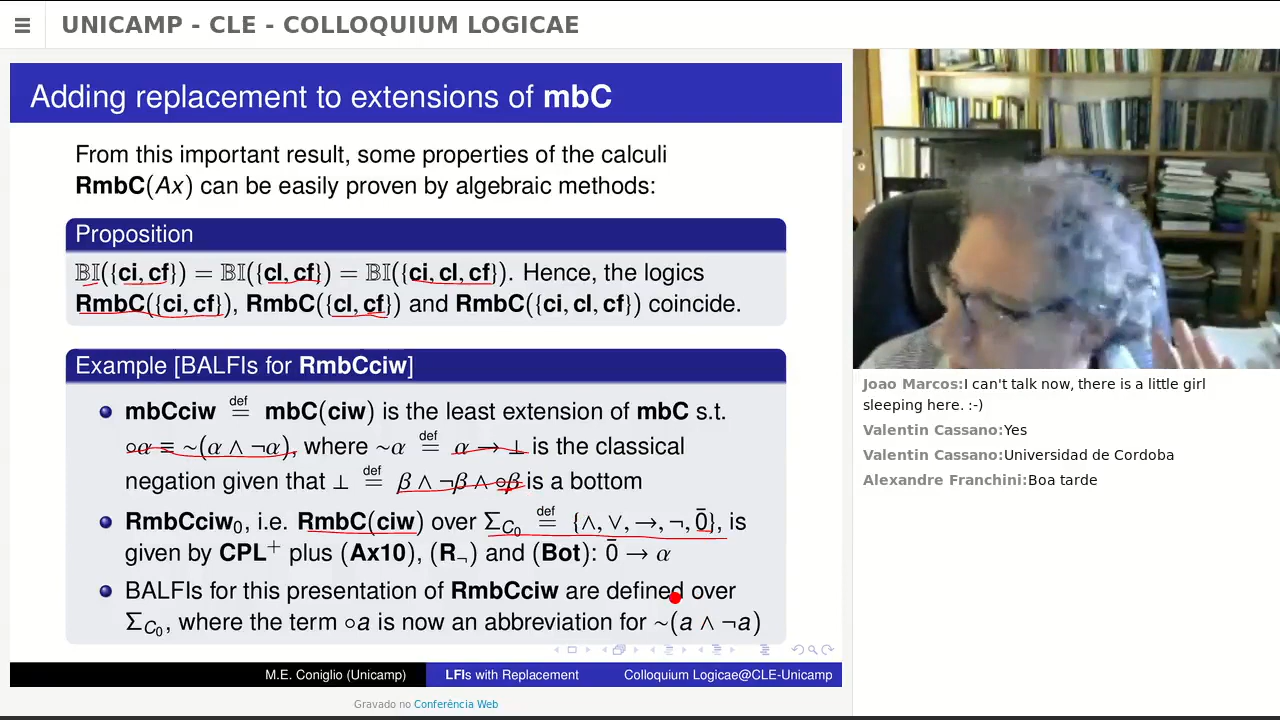 UNICAMP - CLE - COLLOQUIUM LOGICAE
Adding replacement to extensions of mbC
From this important result, some properties of the calculi
RmbC(Ax) can be easily proven by algebraic methods:
Proposition
𝔹𝕀({ci, cf}) = 𝔹𝕀({cl, cf}) = 𝔹𝕀({ci, cl, cf}). Hence, the logics
RmbC({ci, cf}), RmbC({cl, cf}) and RmbC({ci, cl, cf}) coincide.
Example [BALFIs for RmbCciw]
mbCciw =def mbC(ciw) is the least extension of mbC s.t.
∘α ≡ ∼(α ∧ ¬α), where ∼α =def α → ⊥ is the classical
negation given that ⊥ =def β ∧ ¬β ∧ ∘β is a bottom
RmbCciw₀, i.e. RmbC(ciw) over Σ_C₀ =def {∧, ∨, →, ¬, 0̄}, is
given by CPL⁺ plus (Ax10), (R¬) and (Bot): 0̄ → α
BALFIs for this presentation of RmbCciw are defined over
Σ_C₀, where the term ∘a is now an abbreviation for ∼(a ∧ ¬a)
M.E. Coniglio (Unicamp) LFIs with Replacement Colloquium Logicae@CLE-Unicamp
Gravado no Conferência Web
Joao Marcos:I can't talk now, there is a little girl
sleeping here. :-)
Valentin Cassano:Yes
Valentin Cassano:Universidad de Cordoba
Alexandre Franchini:Boa tarde